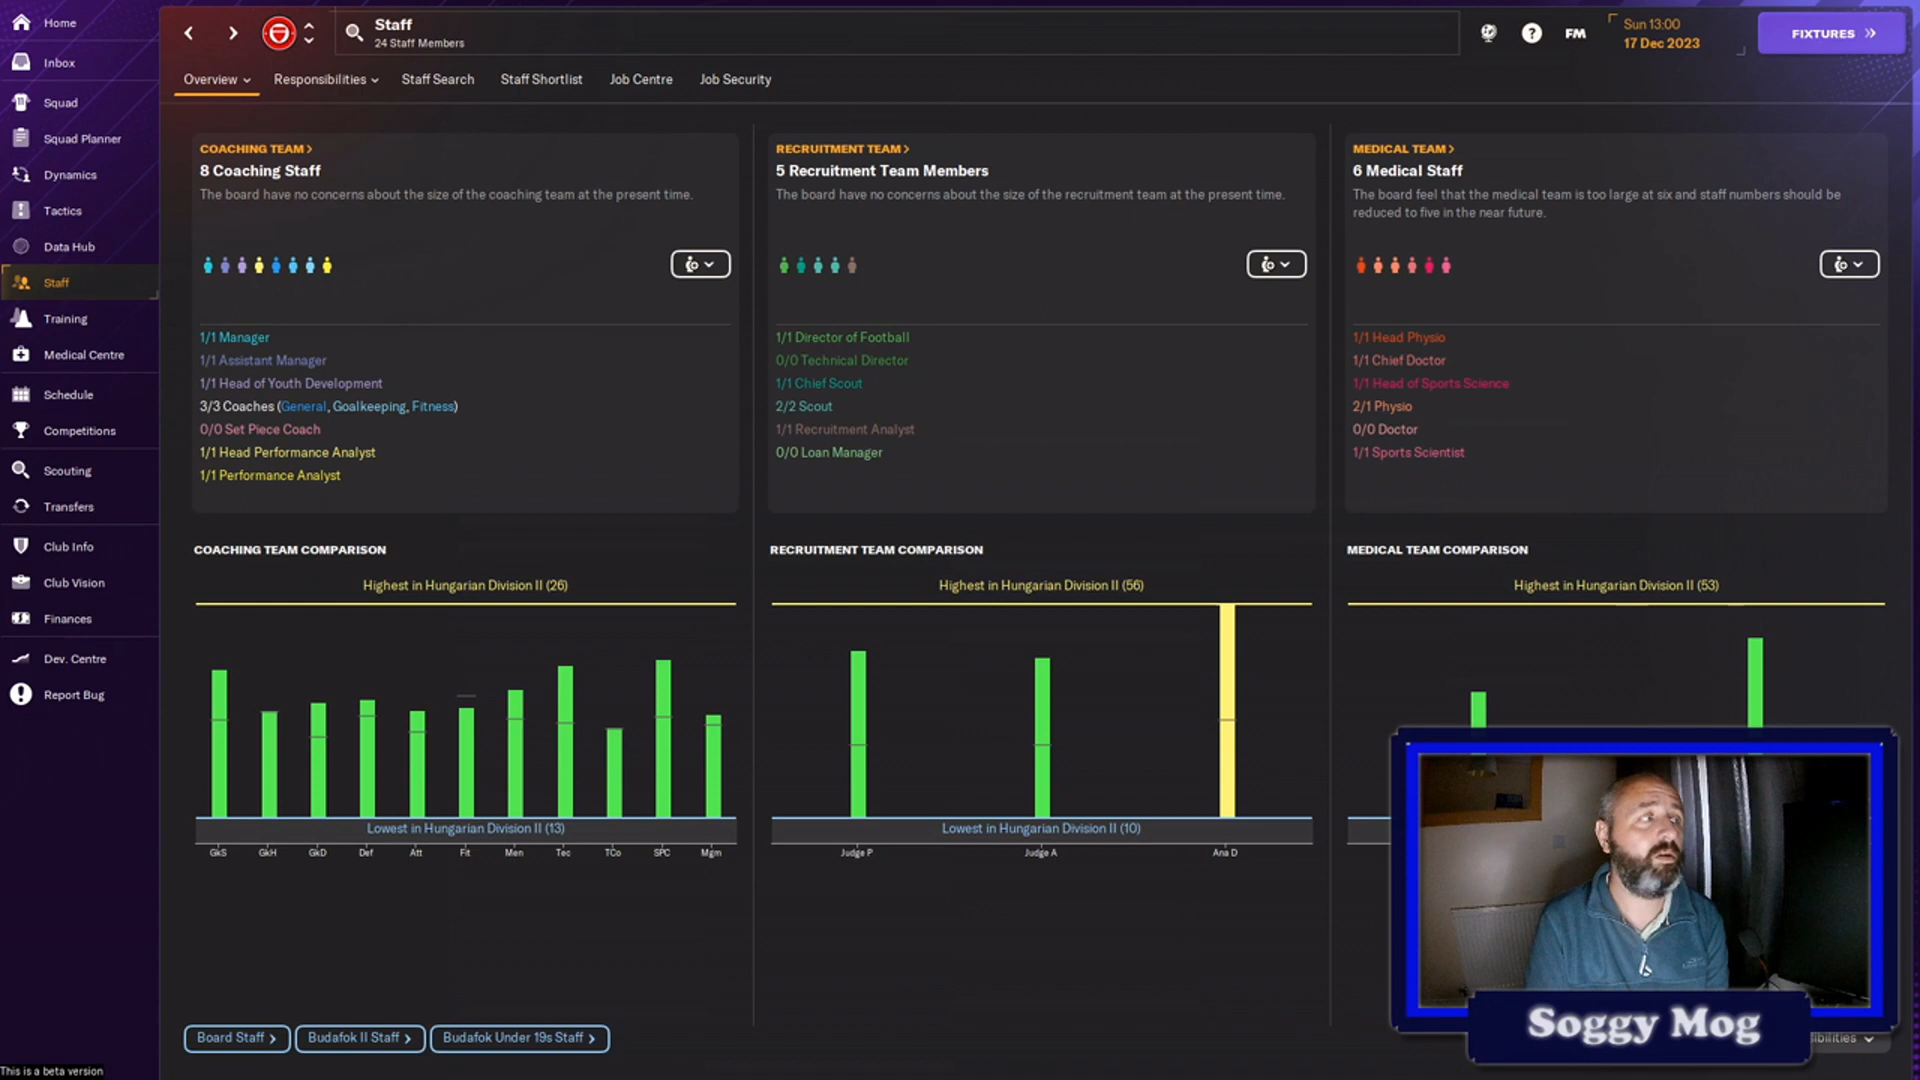 Home
Inbox
Squad
Squad Planner
Dynamics
Tactics
Data Hub
Staff
Training
Medical Centre
Schedule
Competitions
Scouting
Transfers
Club Info
Club Vision
Finances
Dev. Centre
Report Bug
This is a beta version
Staff
24 Staff Members
FM
Sun 13:00
17 Dec 2023
FIXTURES
Overview
Responsibilities
Staff Search
Staff Shortlist
Job Centre
Job Security
COACHING TEAM >
8 Coaching Staff
The board have no concerns about the size of the coaching team at the present time.
1/1 Manager
1/1 Assistant Manager
1/1 Head of Youth Development
3/3 Coaches (General, Goalkeeping, Fitness)
0/0 Set Piece Coach
1/1 Head Performance Analyst
1/1 Performance Analyst
RECRUITMENT TEAM >
5 Recruitment Team Members
The board have no concerns about the size of the recruitment team at the present time.
1/1 Director of Football
0/0 Technical Director
1/1 Chief Scout
2/2 Scout
1/1 Recruitment Analyst
0/0 Loan Manager
MEDICAL TEAM >
6 Medical Staff
The board feel that the medical team is too large at six and staff numbers should be
reduced to five in the near future.
1/1 Head Physio
1/1 Chief Doctor
1/1 Head of Sports Science
2/1 Physio
0/0 Doctor
1/1 Sports Scientist
COACHING TEAM COMPARISON
Highest in Hungarian Division II (26)
Lowest in Hungarian Division II (13)
GkS GkH GkD Def Att Fit Men Tec TCo SPC Mgm
RECRUITMENT TEAM COMPARISON
Highest in Hungarian Division II (56)
Lowest in Hungarian Division II (10)
Judge P Judge A Ana D
MEDICAL TEAM COMPARISON
Highest in Hungarian Division II (53)
Board Staff >
Budafok II Staff >
Budafok Under 19s Staff >
Soggy Mog